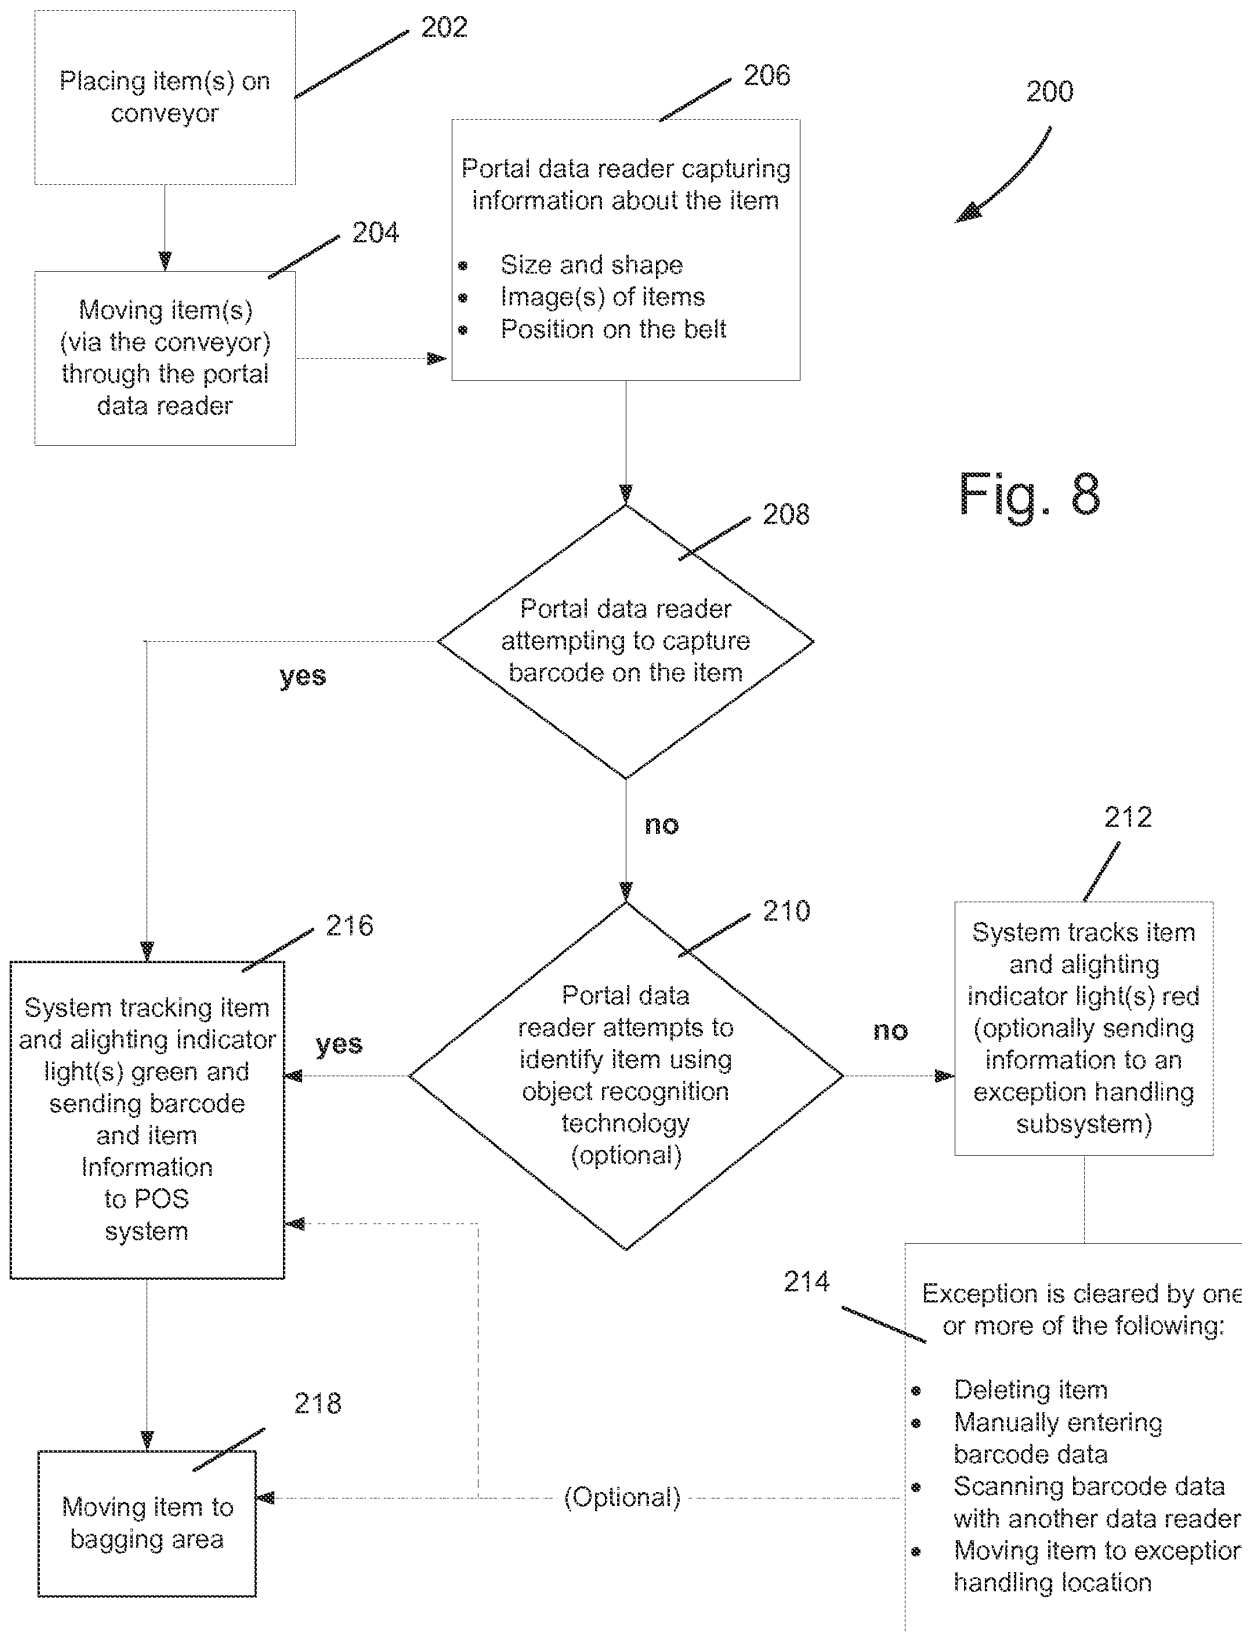 202
Placing item(s) on
conveyor
206
200
Portal data reader capturing
information about the item
• Size and shape
• Image(s) of items
• Position on the belt
204
Moving item(s)
(via the conveyor)
through the portal
data reader
Fig. 8
208
Portal data reader
attempting to capture
barcode on the item
yes
no
212
System tracks item
and alighting
indicator light(s) red
(optionally sending
information to an
exception handling
subsystem)
210
Portal data
reader attempts to
identify item using
object recognition
technology
(optional)
yes
no
216
System tracking item
and alighting indicator
light(s) green and
sending barcode
and item
Information
to POS
system
214
Exception is cleared by one
or more of the following:
• Deleting item
• Manually entering
barcode data
• Scanning barcode data
with another data reader
• Moving item to exception
handling location
218
Moving item to
bagging area
(Optional)